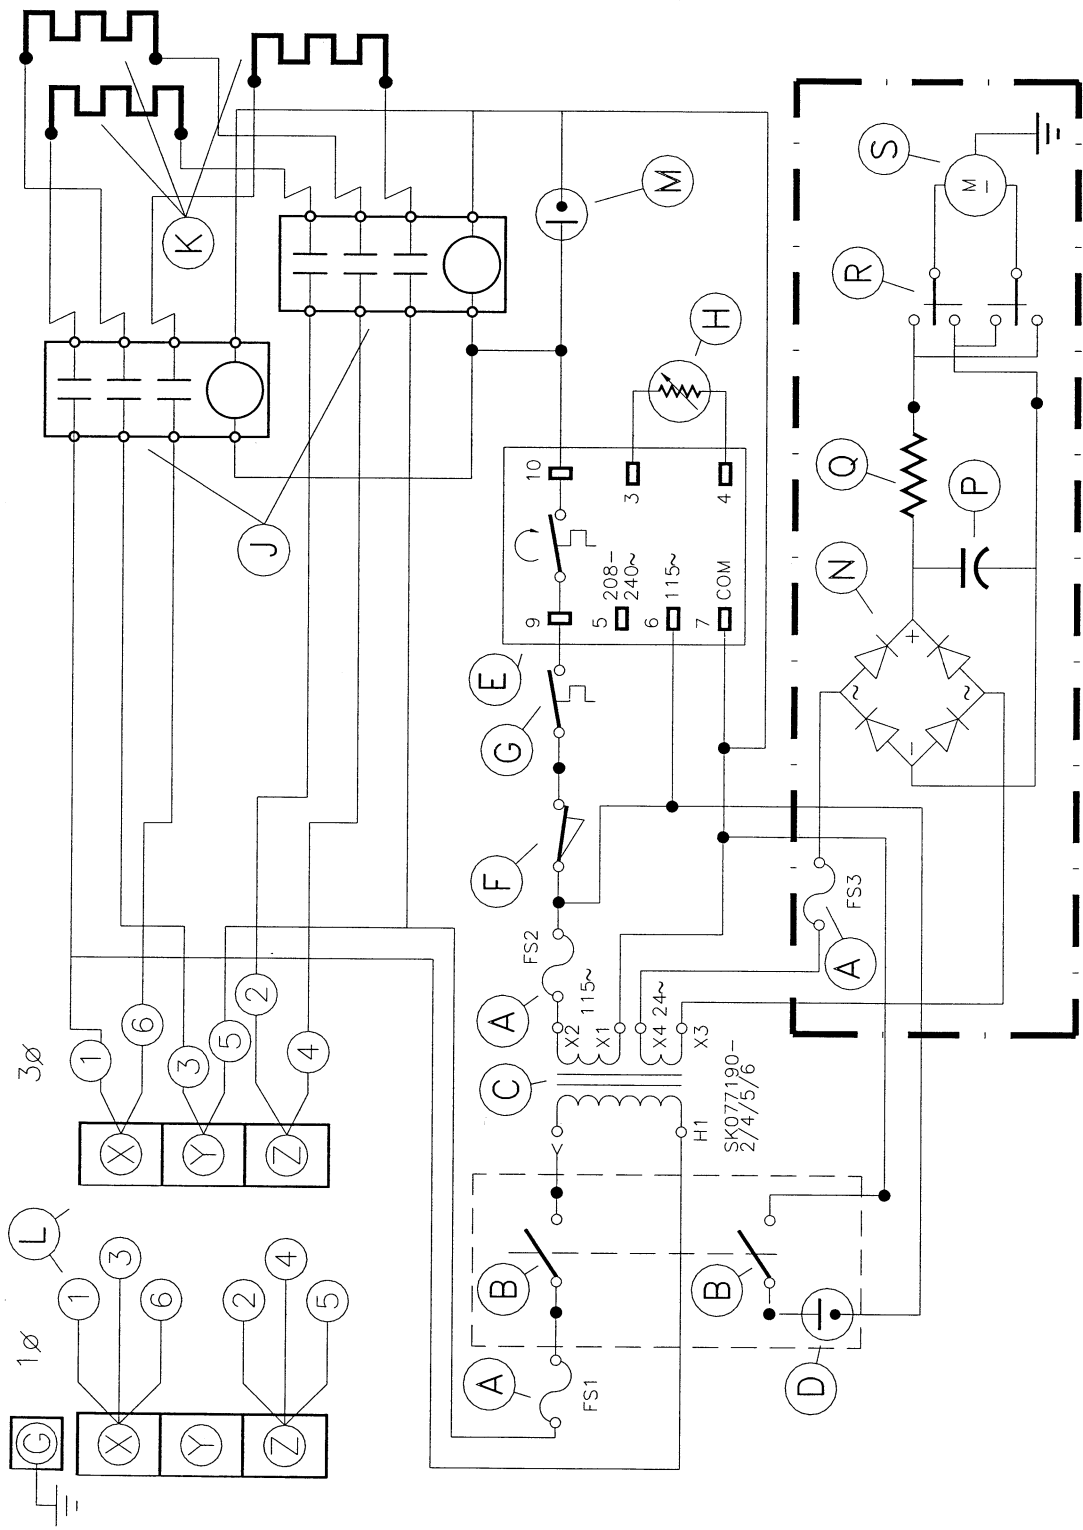 K
J
M
H
10
3
4
9
5 208-
240~
6 115~
7 COM
E
G
F
FS2
A
X2 115~
X1
X4 24~
X3
C
H1
SK077190-
2/4/5/6
B
B
D
A
FS1
S
M
R
Q
P
N
+
~
~
-
FS3
A
3ø
1
6
3
5
2
4
X
Y
Z
L
1ø
1
3
6
2
4
5
G
X
Y
Z